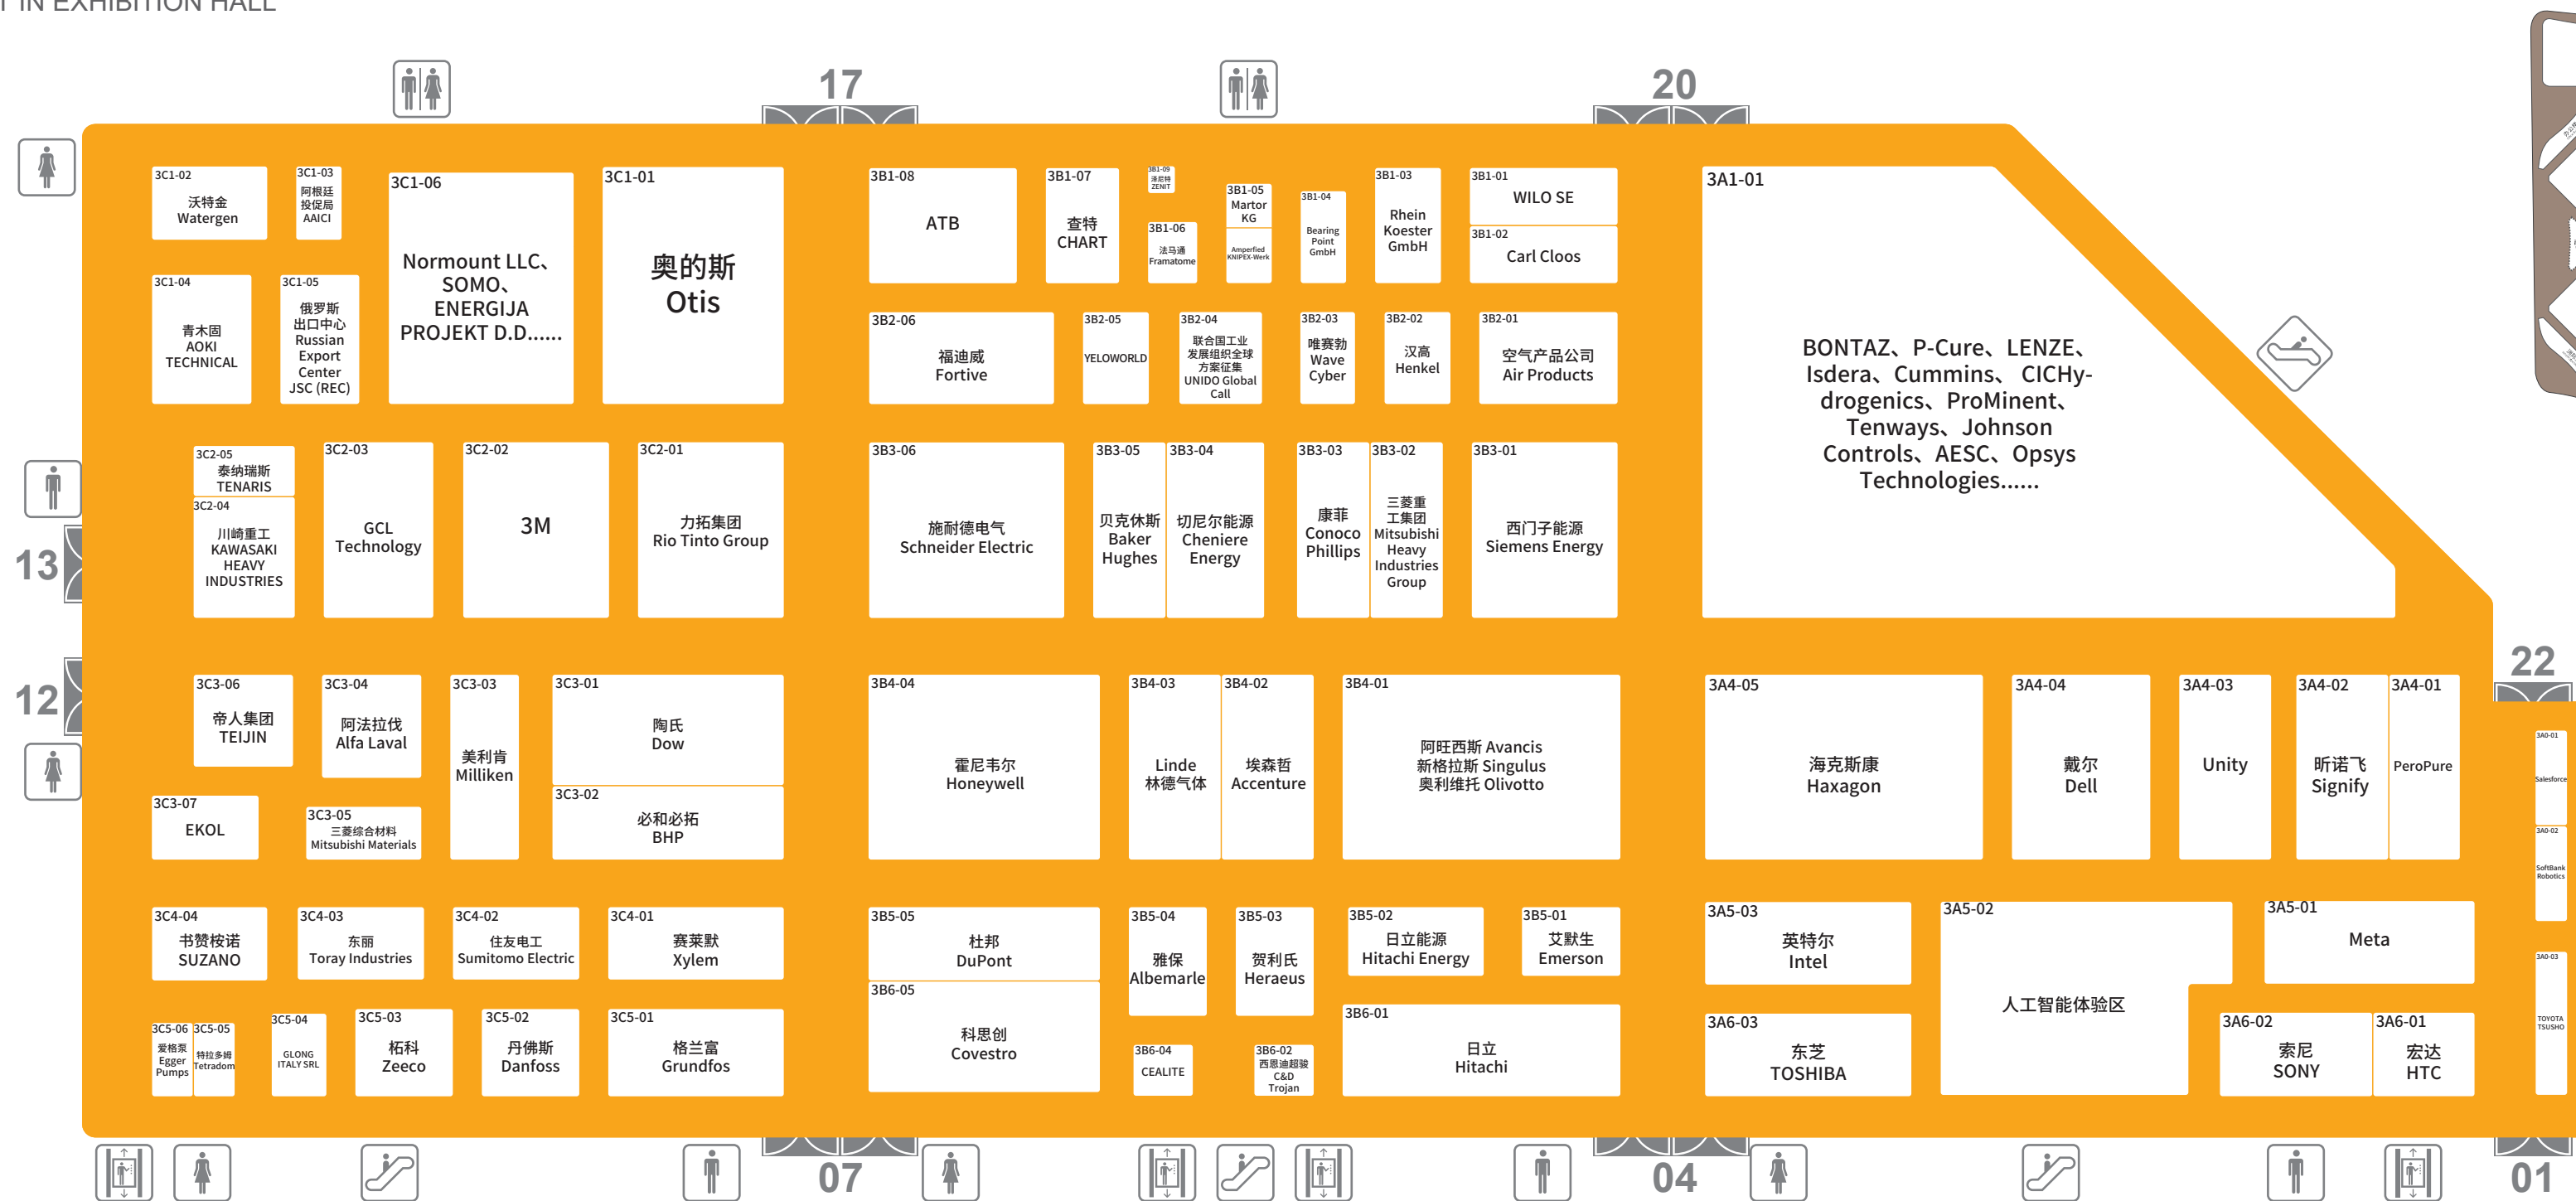 T IN EXHIBITION HALL
17
20
3C1-02
沃特金
Watergen
3C1-03
阿根廷
投促局
AAICI
3C1-06
Normount LLC、
SOMO、
ENERGIJA
PROJEKT D.D......
3C1-01
奥的斯
Otis
3B1-08
ATB
3B1-07
查特
CHART
3B1-09
泽尼特
ZENIT
3B1-06
法马通
Framatome
3B1-05
Martor
KG
Amperfied
KNIPEX-Werk
3B1-04
Bearing
Point
GmbH
3B1-03
Rhein
Koester
GmbH
3B1-01
WILO SE
3B1-02
Carl Cloos
3A1-01
BONTAZ、P-Cure、LENZE、
Isdera、Cummins、 CICHy-
drogenics、ProMinent、
Tenways、Johnson
Controls、AESC、Opsys
Technologies......
3C1-04
青木固
AOKI
TECHNICAL
3C1-05
俄罗斯
出口中心
Russian
Export
Center
JSC (REC)
3B2-06
福迪威
Fortive
3B2-05
YELOWORLD
3B2-04
联合国工业
发展组织全球
方案征集
UNIDO Global
Call
3B2-03
唯赛勃
Wave
Cyber
3B2-02
汉高
Henkel
3B2-01
空气产品公司
Air Products
3C2-05
泰纳瑞斯
TENARIS
3C2-04
川崎重工
KAWASAKI
HEAVY
INDUSTRIES
3C2-03
GCL
Technology
3C2-02
3M
3C2-01
力拓集团
Rio Tinto Group
3B3-06
施耐德电气
Schneider Electric
3B3-05
贝克休斯
Baker
Hughes
3B3-04
切尼尔能源
Cheniere
Energy
3B3-03
康菲
Conoco
Phillips
3B3-02
三菱重
工集团
Mitsubishi
Heavy
Industries
Group
3B3-01
西门子能源
Siemens Energy
13
12
22
3C3-06
帝人集团
TEIJIN
3C3-04
阿法拉伐
Alfa Laval
3C3-03
美利肯
Milliken
3C3-01
陶氏
Dow
3C3-02
必和必拓
BHP
3C3-07
EKOL
3C3-05
三菱综合材料
Mitsubishi Materials
3B4-04
霍尼韦尔
Honeywell
3B4-03
Linde
林德气体
3B4-02
埃森哲
Accenture
3B4-01
阿旺西斯 Avancis
新格拉斯 Singulus
奥利维托 Olivotto
3A4-05
海克斯康
Haxagon
3A4-04
戴尔
Dell
3A4-03
Unity
3A4-02
昕诺飞
Signify
3A4-01
PeroPure
3A0-01
Salesforce
3A0-02
SoftBank
Robotics
3A0-03
TOYOTA
TSUSHO
3C4-04
书赞桉诺
SUZANO
3C4-03
东丽
Toray Industries
3C4-02
住友电工
Sumitomo Electric
3C4-01
赛莱默
Xylem
3B5-05
杜邦
DuPont
3B5-04
雅保
Albemarle
3B5-03
贺利氏
Heraeus
3B5-02
日立能源
Hitachi Energy
3B5-01
艾默生
Emerson
3A5-03
英特尔
Intel
3A5-02
人工智能体验区
3A5-01
Meta
3C5-06
爱格泵
Egger
Pumps
3C5-05
特拉多姆
Tetradom
3C5-04
GLONG
ITALY SRL
3C5-03
柘科
Zeeco
3C5-02
丹佛斯
Danfoss
3C5-01
格兰富
Grundfos
3B6-05
科思创
Covestro
3B6-04
CEALITE
3B6-02
西恩迪超骏
C&D
Trojan
3B6-01
日立
Hitachi
3A6-03
东芝
TOSHIBA
3A6-02
索尼
SONY
3A6-01
宏达
HTC
07
04
01